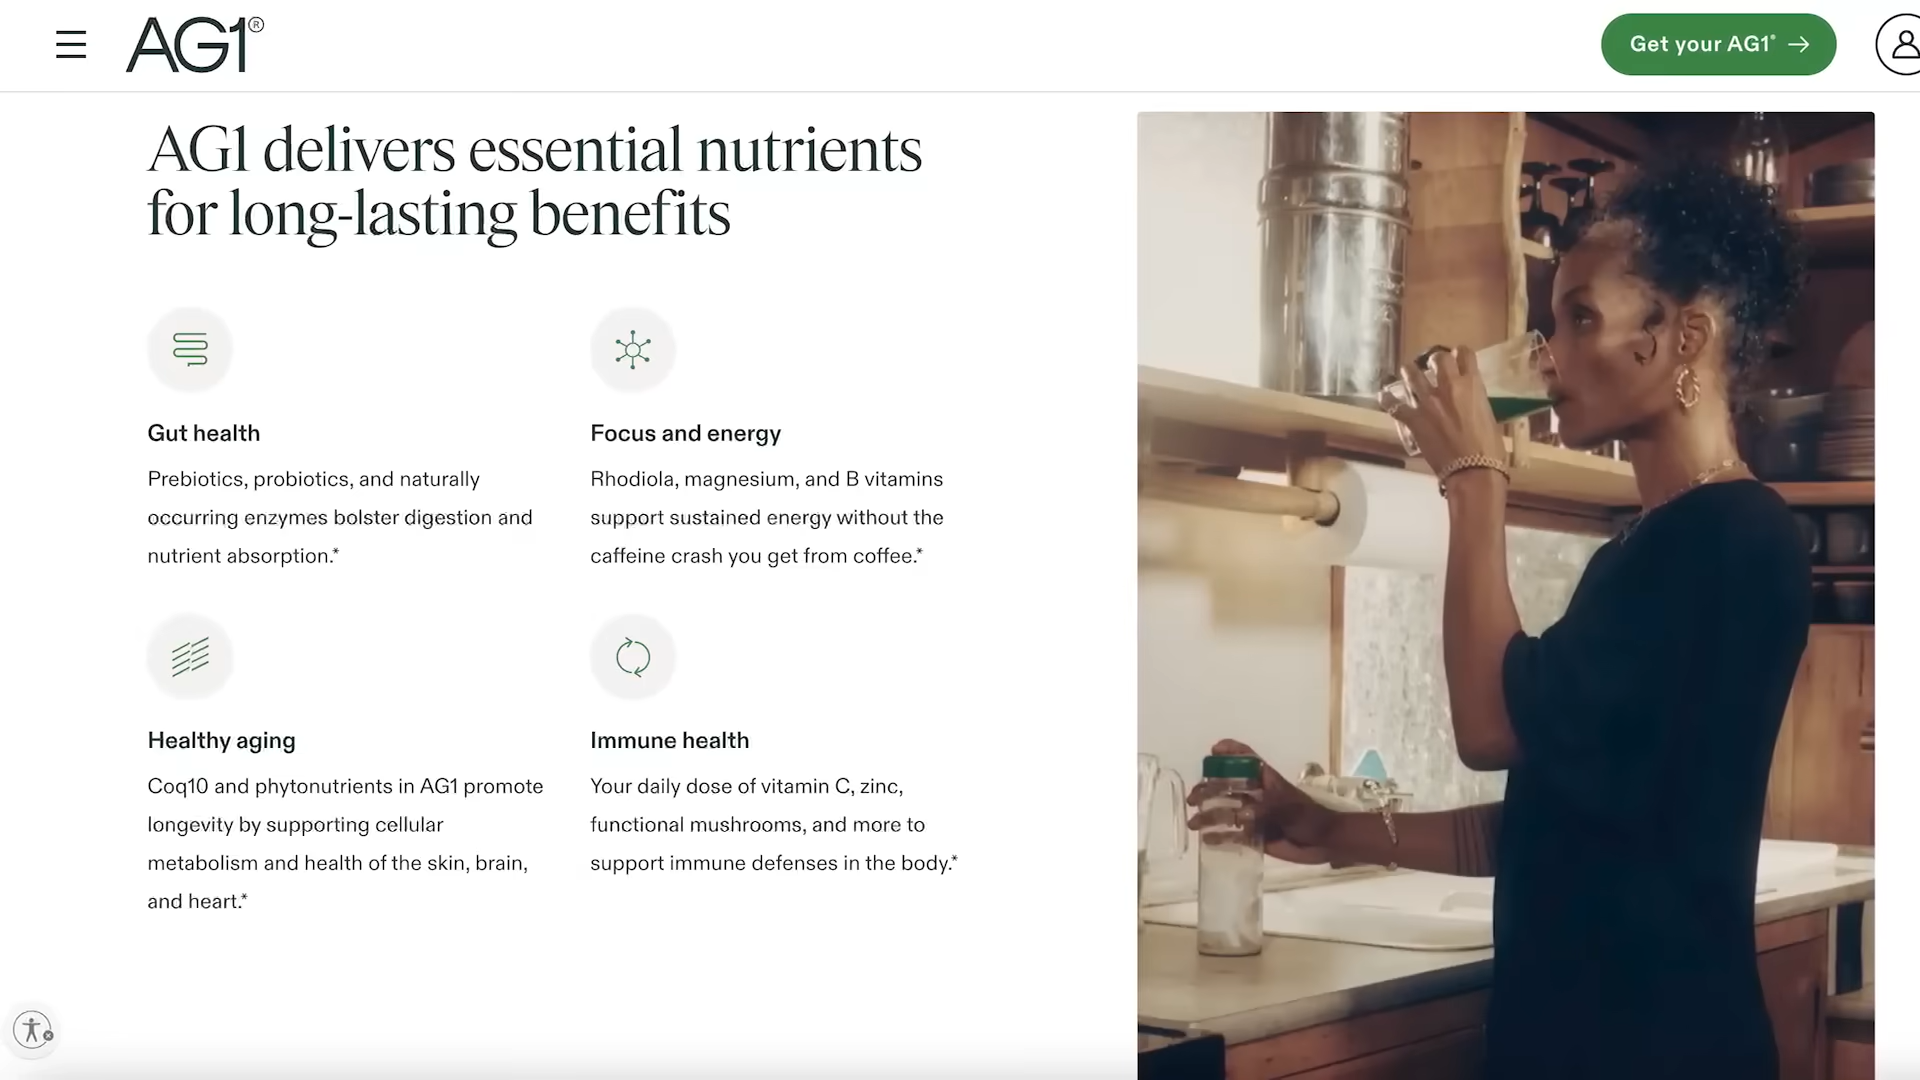 AG1®
Get your AG1®
AG1 delivers essential nutrients
for long-lasting benefits
Gut health
Prebiotics, probiotics, and naturally
occurring enzymes bolster digestion and
nutrient absorption.*
Focus and energy
Rhodiola, magnesium, and B vitamins
support sustained energy without the
caffeine crash you get from coffee.*
Healthy aging
Coq10 and phytonutrients in AG1 promote
longevity by supporting cellular
metabolism and health of the skin, brain,
and heart.*
Immune health
Your daily dose of vitamin C, zinc,
functional mushrooms, and more to
support immune defenses in the body.*